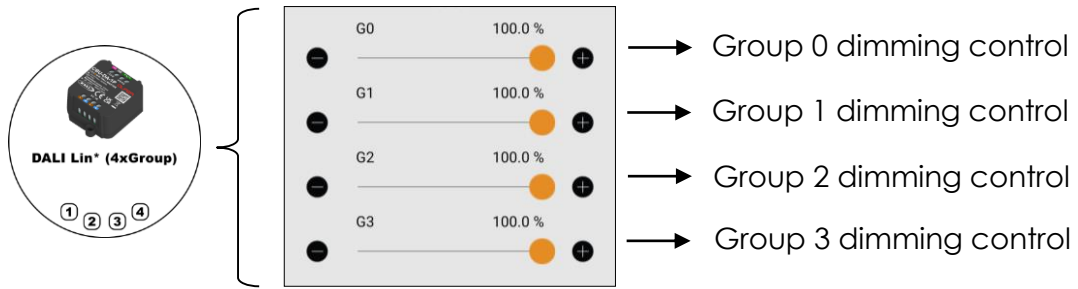 DALI Lin* (4xGroup)
1 2 3 4
G0 100.0 %
G1 100.0 %
G2 100.0 %
G3 100.0 %
Group 0 dimming control
Group 1 dimming control
Group 2 dimming control
Group 3 dimming control